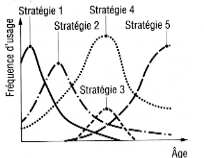 Stratégie 1
Stratégie 4
Stratégie 2
Stratégie 5
Stratégie 3
Fréquence d'usage
Âge